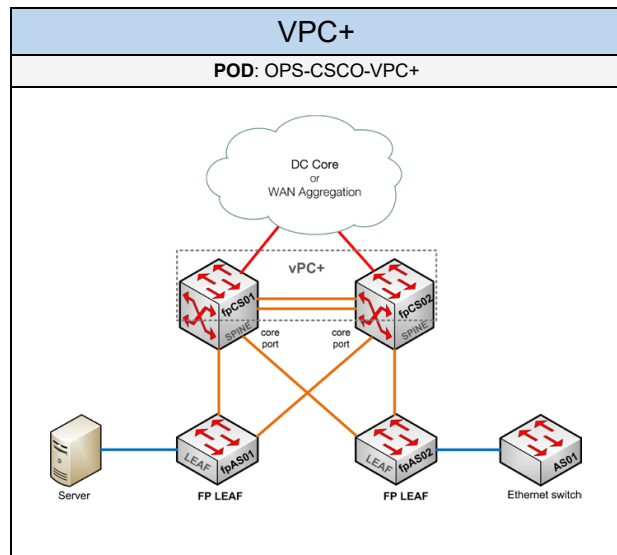 VPC+
POD: OPS-CSCO-VPC+
DC Core
or
WAN Aggregation
vPC+
fpCS01
SPINE
fpCS02
SPINE
core
port
core
port
LEAF
fpAS01
LEAF
fpAS02
AS01
Server
FP LEAF
FP LEAF
Ethernet switch